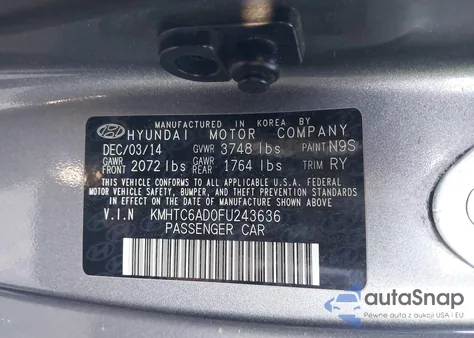 MANUFACTURED IN KOREA BY
HYUNDAI MOTOR COMPANY
DEC/03/14 GVWR 3748 lbs PAINT N9S
GAWR FRONT 2072 lbs GAWR REAR 1764 lbs TRIM RY
THIS VEHICLE CONFORMS TO ALL APPLICABLE U.S.A. FEDERAL
MOTOR VEHICLE SAFETY, BUMPER, AND THEFT PREVENTION STANDARDS
IN EFFECT ON THE DATE OF MANUFACTURE SHOWN ABOVE.
V.I.N KMHTC6AD0FU243636
PASSENGER CAR
autoSnap
Pewne auta z aukcji USA i EU